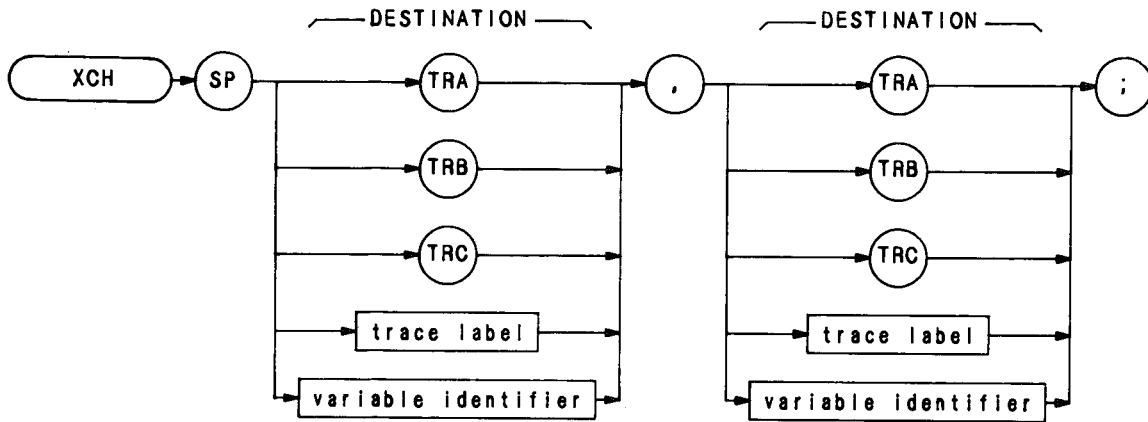 DESTINATION DESTINATION
XCH SP TRA , TRA ;
TRB TRB
TRC TRC
trace label trace label
variable identifier variable identifier